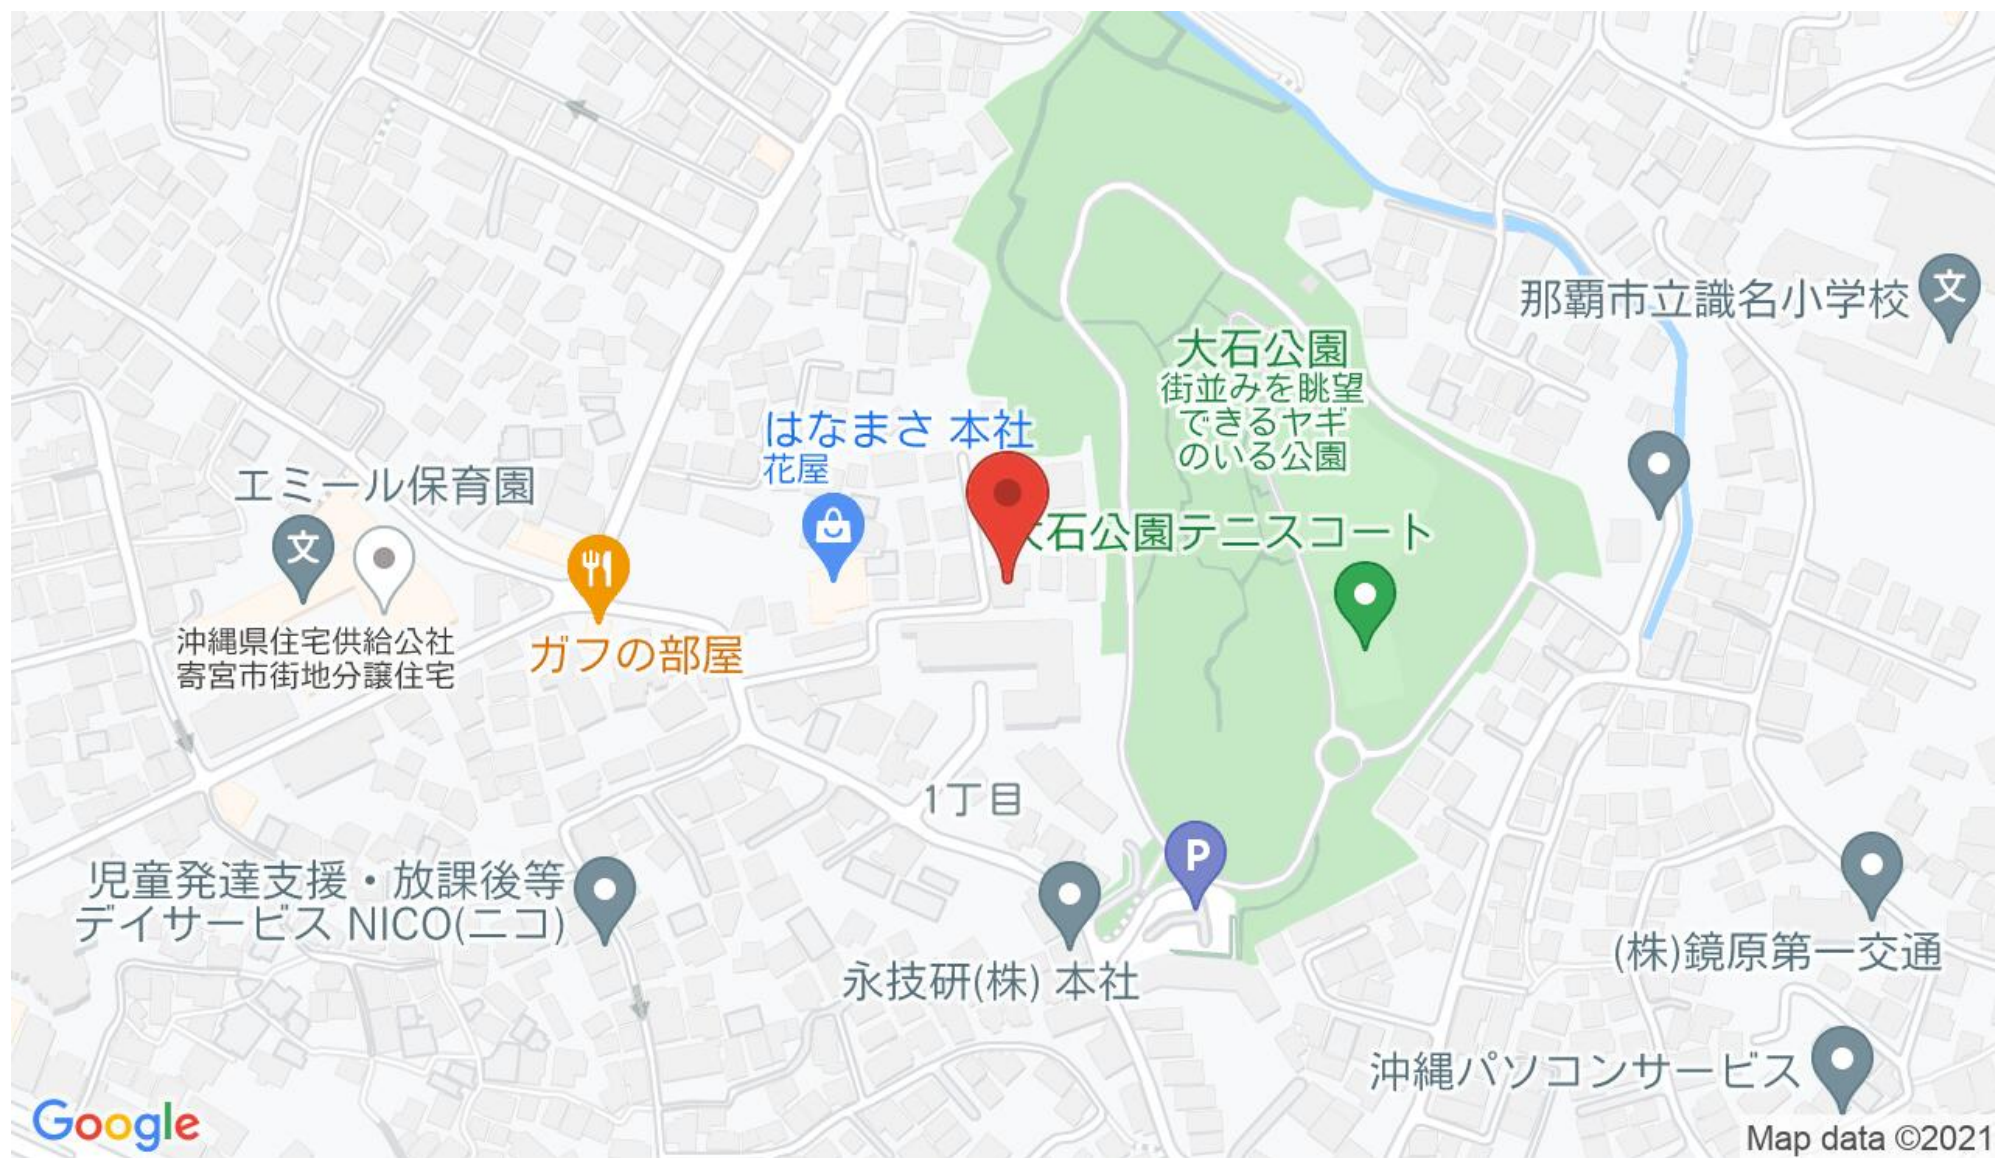 那覇市立識名小学校
文
大石公園
街並みを眺望
できるヤギ
のいる公園
はなまさ 本社
花屋
エミール保育園
文
石公園テニスコート
沖縄県住宅供給公社
寄宮市街地分譲住宅
ガフの部屋
1丁目
P
児童発達支援・放課後等
デイサービス NICO(ニコ)
永技研(株) 本社
(株)鏡原第一交通
沖縄パソコンサービス
Google
Map data ©2021